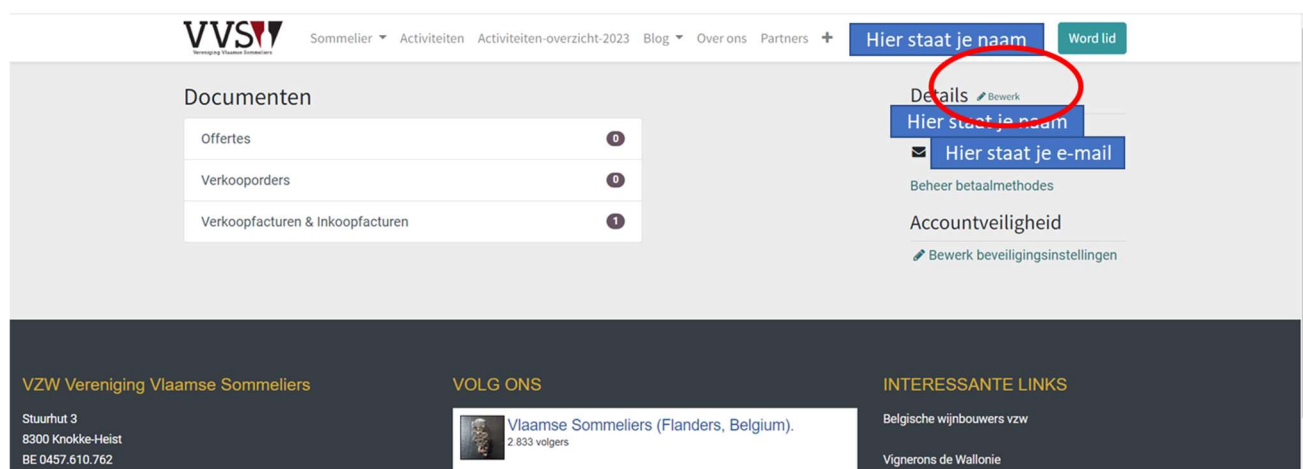 VVS
Vereniging Vlaamse Sommeliers
Sommelier Activiteiten Activiteiten-overzicht-2023 Blog Over ons Partners + Hier staat je naam Word lid
Documenten
Offertes 0
Verkooporders 0
Verkoopfacturen & Inkoopfacturen 1
Details Bewerk
Hier staat je naam
Hier staat je e-mail
Beheer betaalmethodes
Accountveiligheid
Bewerk beveiligingsinstellingen
VZW Vereniging Vlaamse Sommeliers
Stuurhut 3
8300 Knokke-Heist
BE 0457.610.762
VOLG ONS
Vlaamse Sommeliers (Flanders, Belgium).
2.833 volgers
INTERESSANTE LINKS
Belgische wijnbouwers vzw
Vignerons de Wallonie